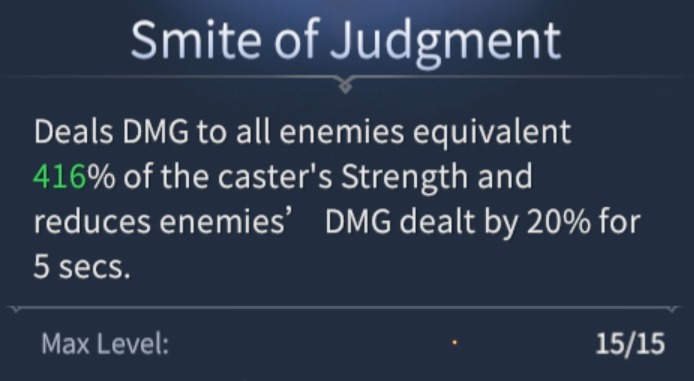 Smite of Judgment
Deals DMG to all enemies equivalent
416% of the caster's Strength and
reduces enemies’ DMG dealt by 20% for
5 secs.
Max Level: 15/15